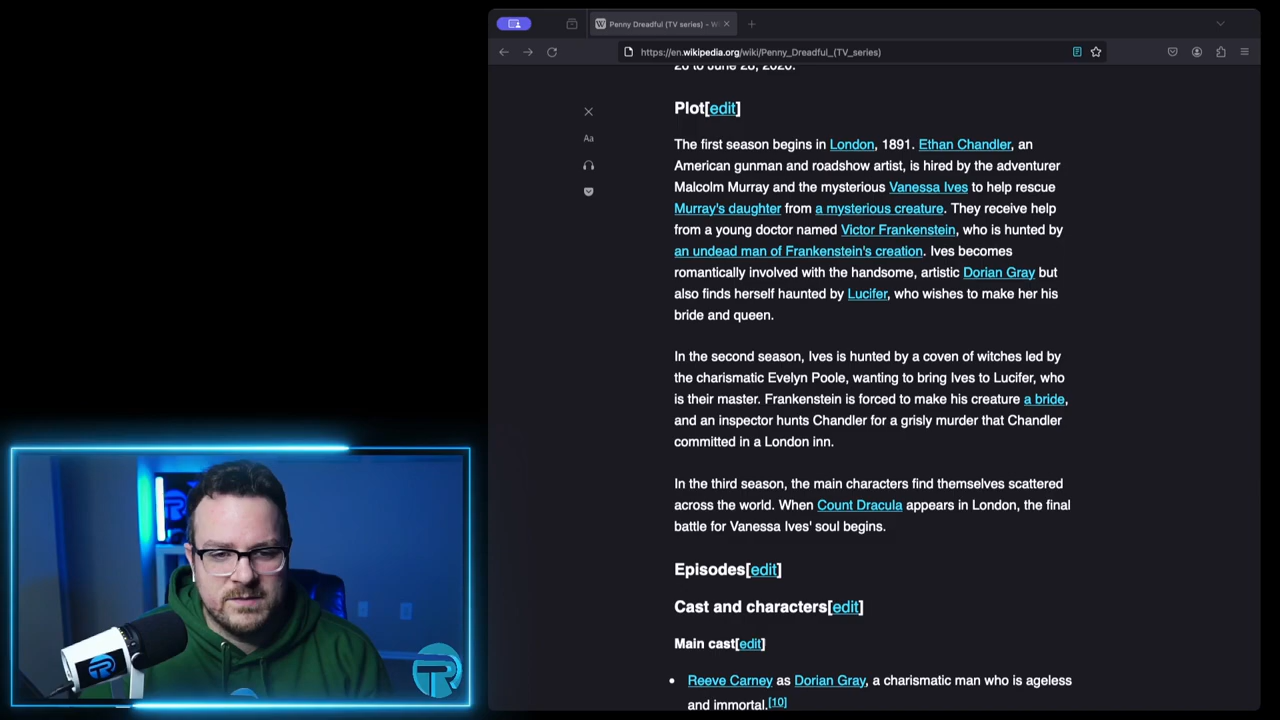 Penny Dreadful (TV series) - W
https://en.wikipedia.org/wiki/Penny_Dreadful_(TV_series)
26 to June 28, 2020.
Plot[edit]
Aa
The first season begins in London, 1891. Ethan Chandler, an
American gunman and roadshow artist, is hired by the adventurer
Malcolm Murray and the mysterious Vanessa Ives to help rescue
Murray's daughter from a mysterious creature. They receive help
from a young doctor named Victor Frankenstein, who is hunted by
an undead man of Frankenstein's creation. Ives becomes
romantically involved with the handsome, artistic Dorian Gray but
also finds herself haunted by Lucifer, who wishes to make her his
bride and queen.
In the second season, Ives is hunted by a coven of witches led by
the charismatic Evelyn Poole, wanting to bring Ives to Lucifer, who
is their master. Frankenstein is forced to make his creature a bride,
and an inspector hunts Chandler for a grisly murder that Chandler
committed in a London inn.
In the third season, the main characters find themselves scattered
across the world. When Count Dracula appears in London, the final
battle for Vanessa Ives' soul begins.
Episodes[edit]
Cast and characters[edit]
Main cast[edit]
• Reeve Carney as Dorian Gray, a charismatic man who is ageless
and immortal.[10]
TR
TR
TR